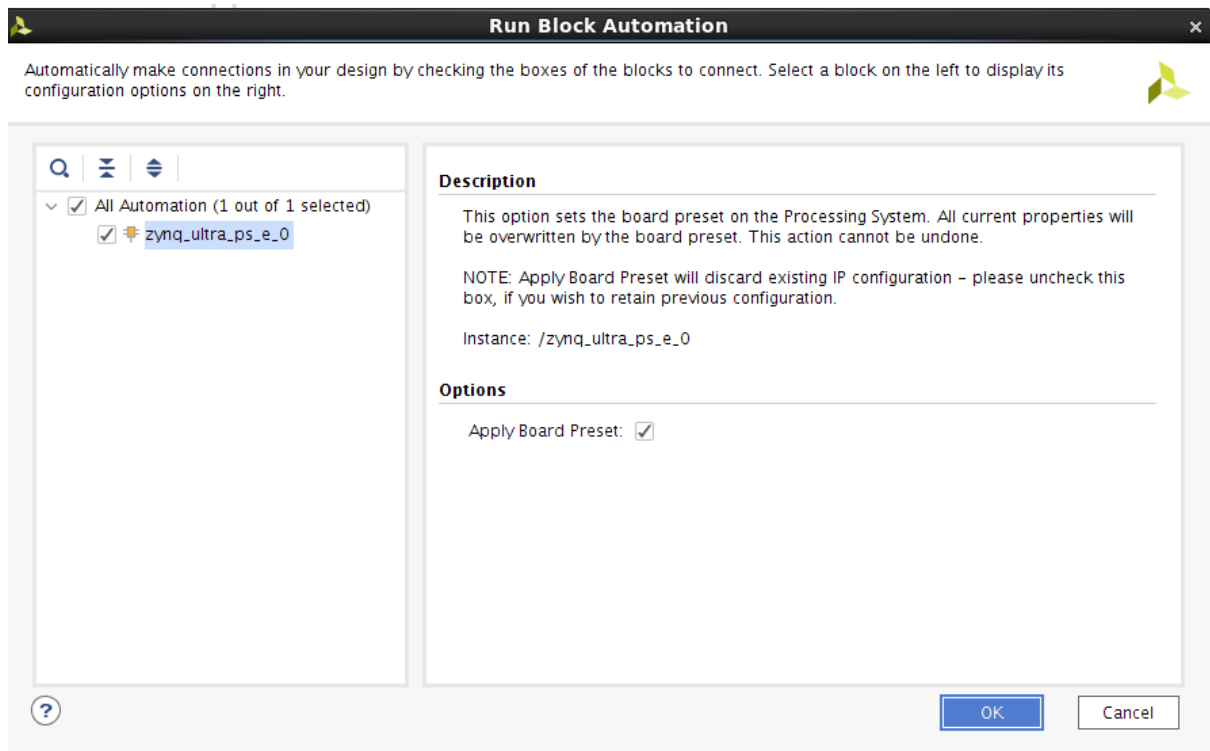 Run Block Automation
Automatically make connections in your design by checking the boxes of the blocks to connect. Select a block on the left to display its
configuration options on the right.
All Automation (1 out of 1 selected)
zynq_ultra_ps_e_0
Description
This option sets the board preset on the Processing System. All current properties will
be overwritten by the board preset. This action cannot be undone.
NOTE: Apply Board Preset will discard existing IP configuration – please uncheck this
box, if you wish to retain previous configuration.
Instance: /zynq_ultra_ps_e_0
Options
Apply Board Preset:
?
OK
Cancel